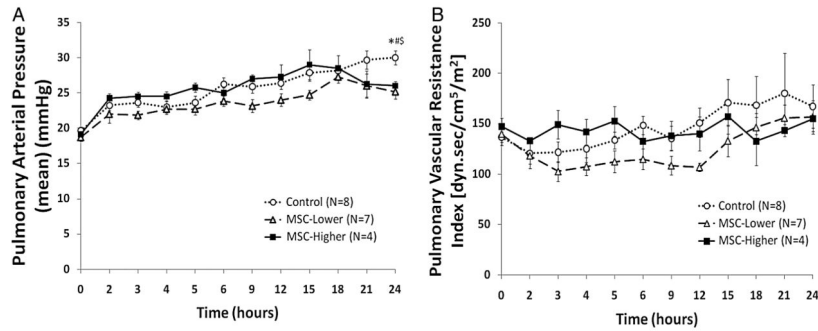 A
Pulmonary Arterial Pressure
(mean) (mmHg)
35
30
25
20
15
10
5
0
*#$
Control (N=8)
MSC-Lower (N=7)
MSC-Higher (N=4)
0 2 3 4 5 6 9 12 15 18 21 24
Time (hours)
B
Pulmonary Vascular Resistance
Index [dyn.sec/cm⁵/m²]
250
200
150
100
50
0
Control (N=8)
MSC-Lower (N=7)
MSC-Higher (N=4)
0 2 3 4 5 6 9 12 15 18 21 24
Time (hours)